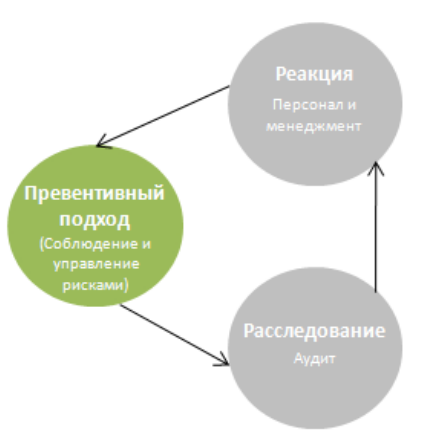 Реакция
Персонал и
менеджмент
Превентивный
подход
(Соблюдение и
управление
рисками)
Расследование
Аудит